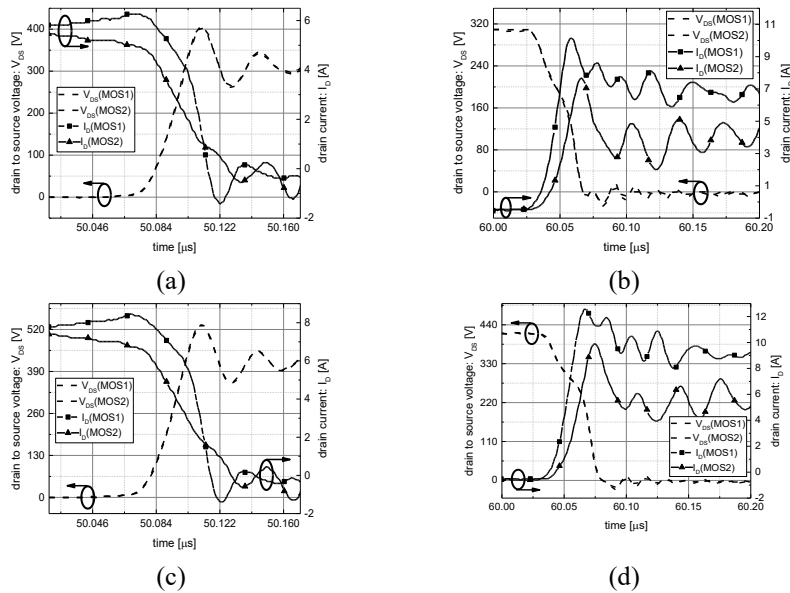 400
300
200
100
0
drain to source voltage: V_DS [V]
6
4
2
0
-2
drain current: I_D [A]
V_DS(MOS1)
V_DS(MOS2)
I_D(MOS1)
I_D(MOS2)
50.046
50.084
50.122
50.160
time [µs]
(a)
320
240
160
80
0
drain to source voltage: V_DS [V]
11
9
7
5
3
1
-1
drain current: I_D [A]
V_DS(MOS1)
V_DS(MOS2)
I_D(MOS1)
I_D(MOS2)
60.00
60.05
60.10
60.15
60.20
time [µs]
(b)
520
390
260
130
0
drain to source voltage: V_DS [V]
8
6
4
2
0
-2
drain current: I_D [A]
V_DS(MOS1)
V_DS(MOS2)
I_D(MOS1)
I_D(MOS2)
50.046
50.084
50.122
50.160
time [µs]
(c)
440
330
220
110
0
drain to source voltage: V_DS
12
10
8
6
4
2
0
-2
drain current: I_D [A]
V_DS(MOS1)
V_DS(MOS2)
I_D(MOS1)
I_D(MOS2)
60.00
60.05
60.10
60.15
60.20
time [µs]
(d)